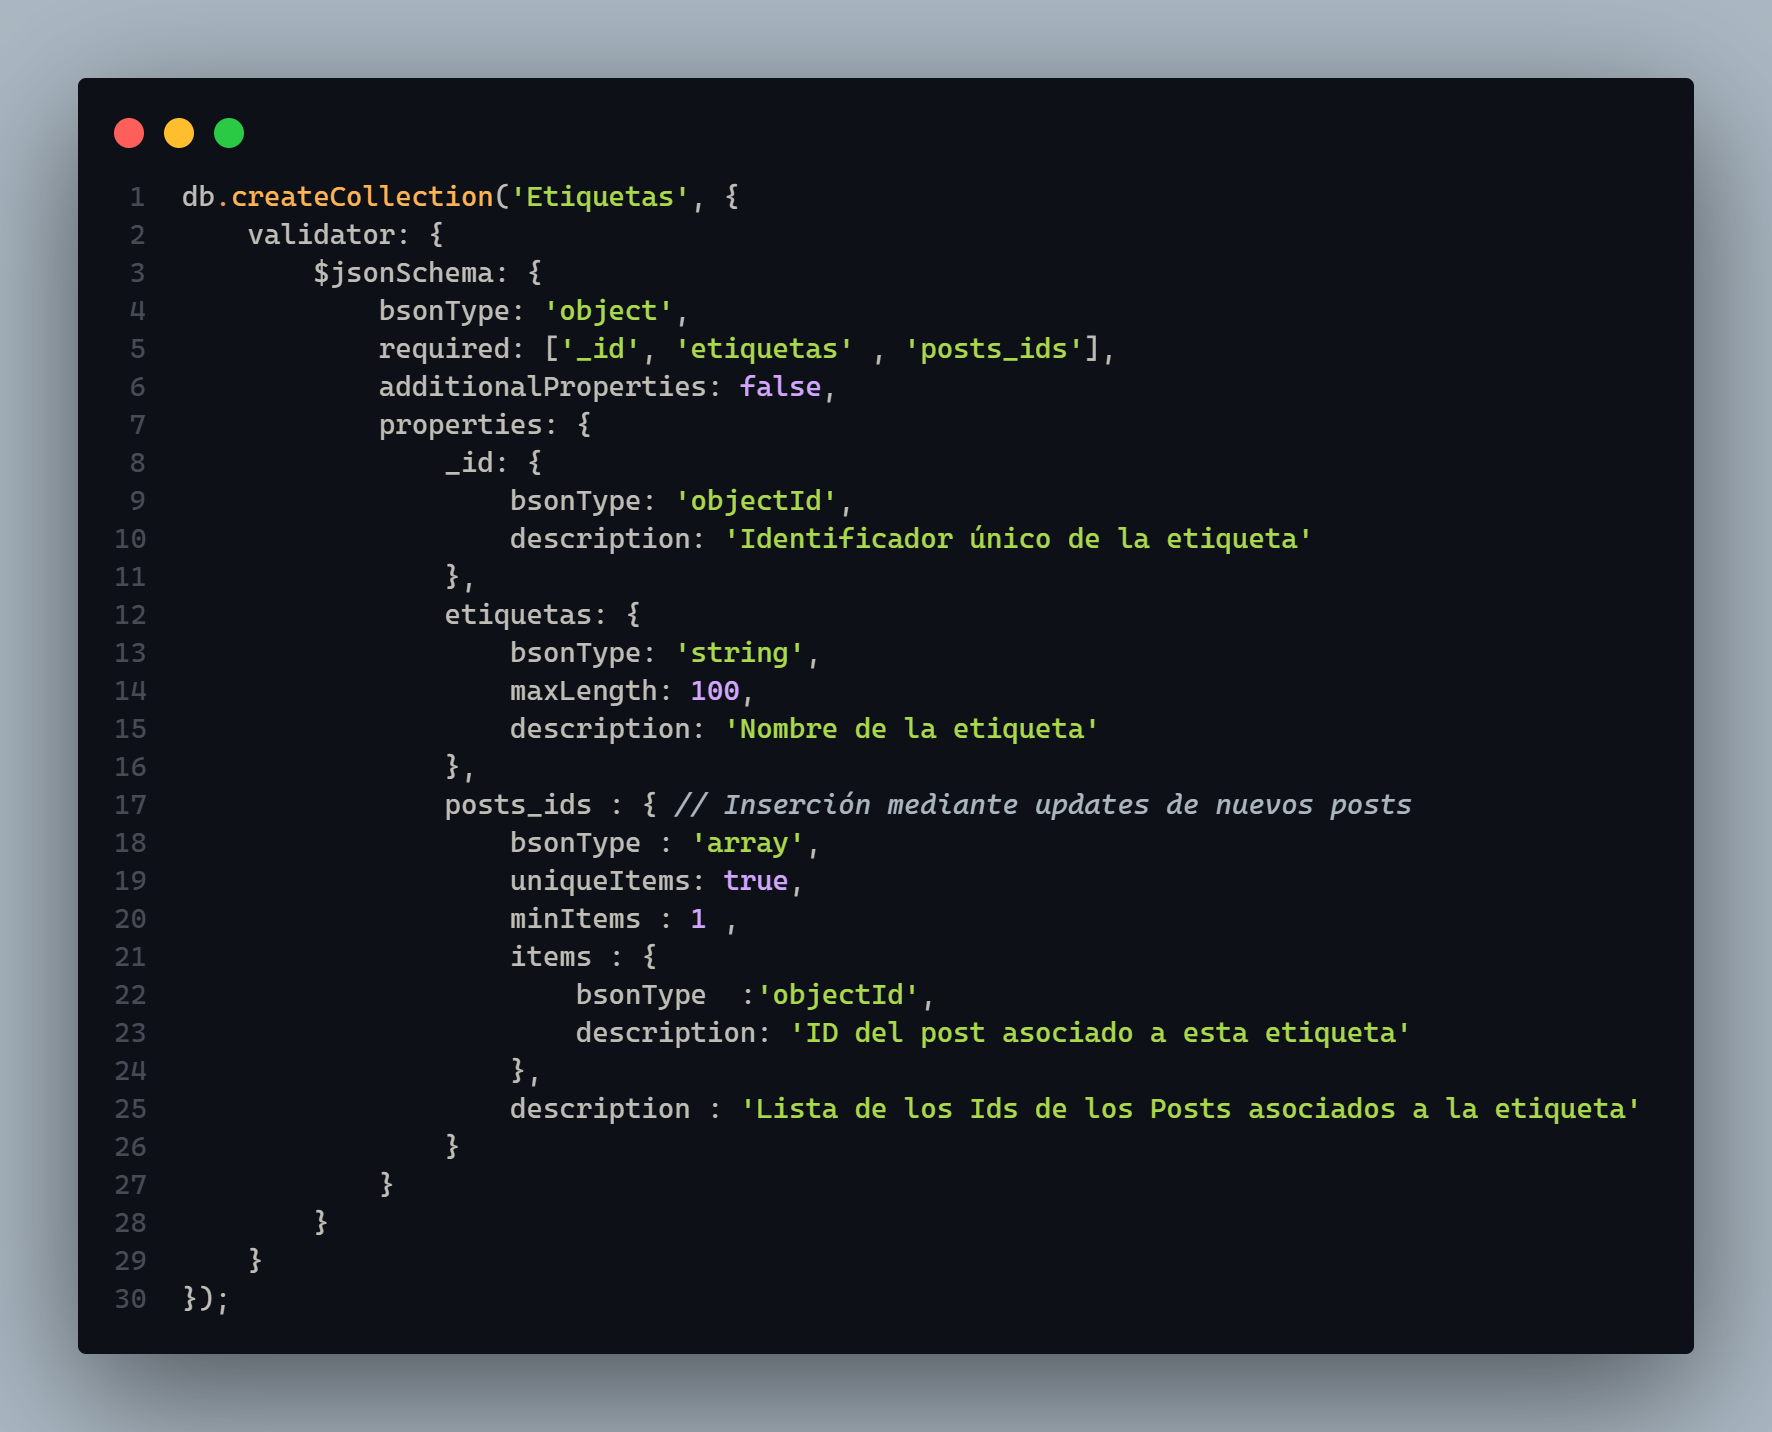 1 db.createCollection('Etiquetas', {
2     validator: {
3         $jsonSchema: {
4             bsonType: 'object',
5             required: ['_id', 'etiquetas' , 'posts_ids'],
6             additionalProperties: false,
7             properties: {
8                 _id: {
9                     bsonType: 'objectId',
10                     description: 'Identificador único de la etiqueta'
11                 },
12                 etiquetas: {
13                     bsonType: 'string',
14                     maxLength: 100,
15                     description: 'Nombre de la etiqueta'
16                 },
17                 posts_ids : { // Inserción mediante updates de nuevos posts
18                     bsonType : 'array',
19                     uniqueItems: true,
20                     minItems : 1 ,
21                     items : {
22                         bsonType  :'objectId',
23                         description: 'ID del post asociado a esta etiqueta'
24                     },
25                     description : 'Lista de los Ids de los Posts asociados a la etiqueta'
26                 }
27             }
28         }
29     }
30 });